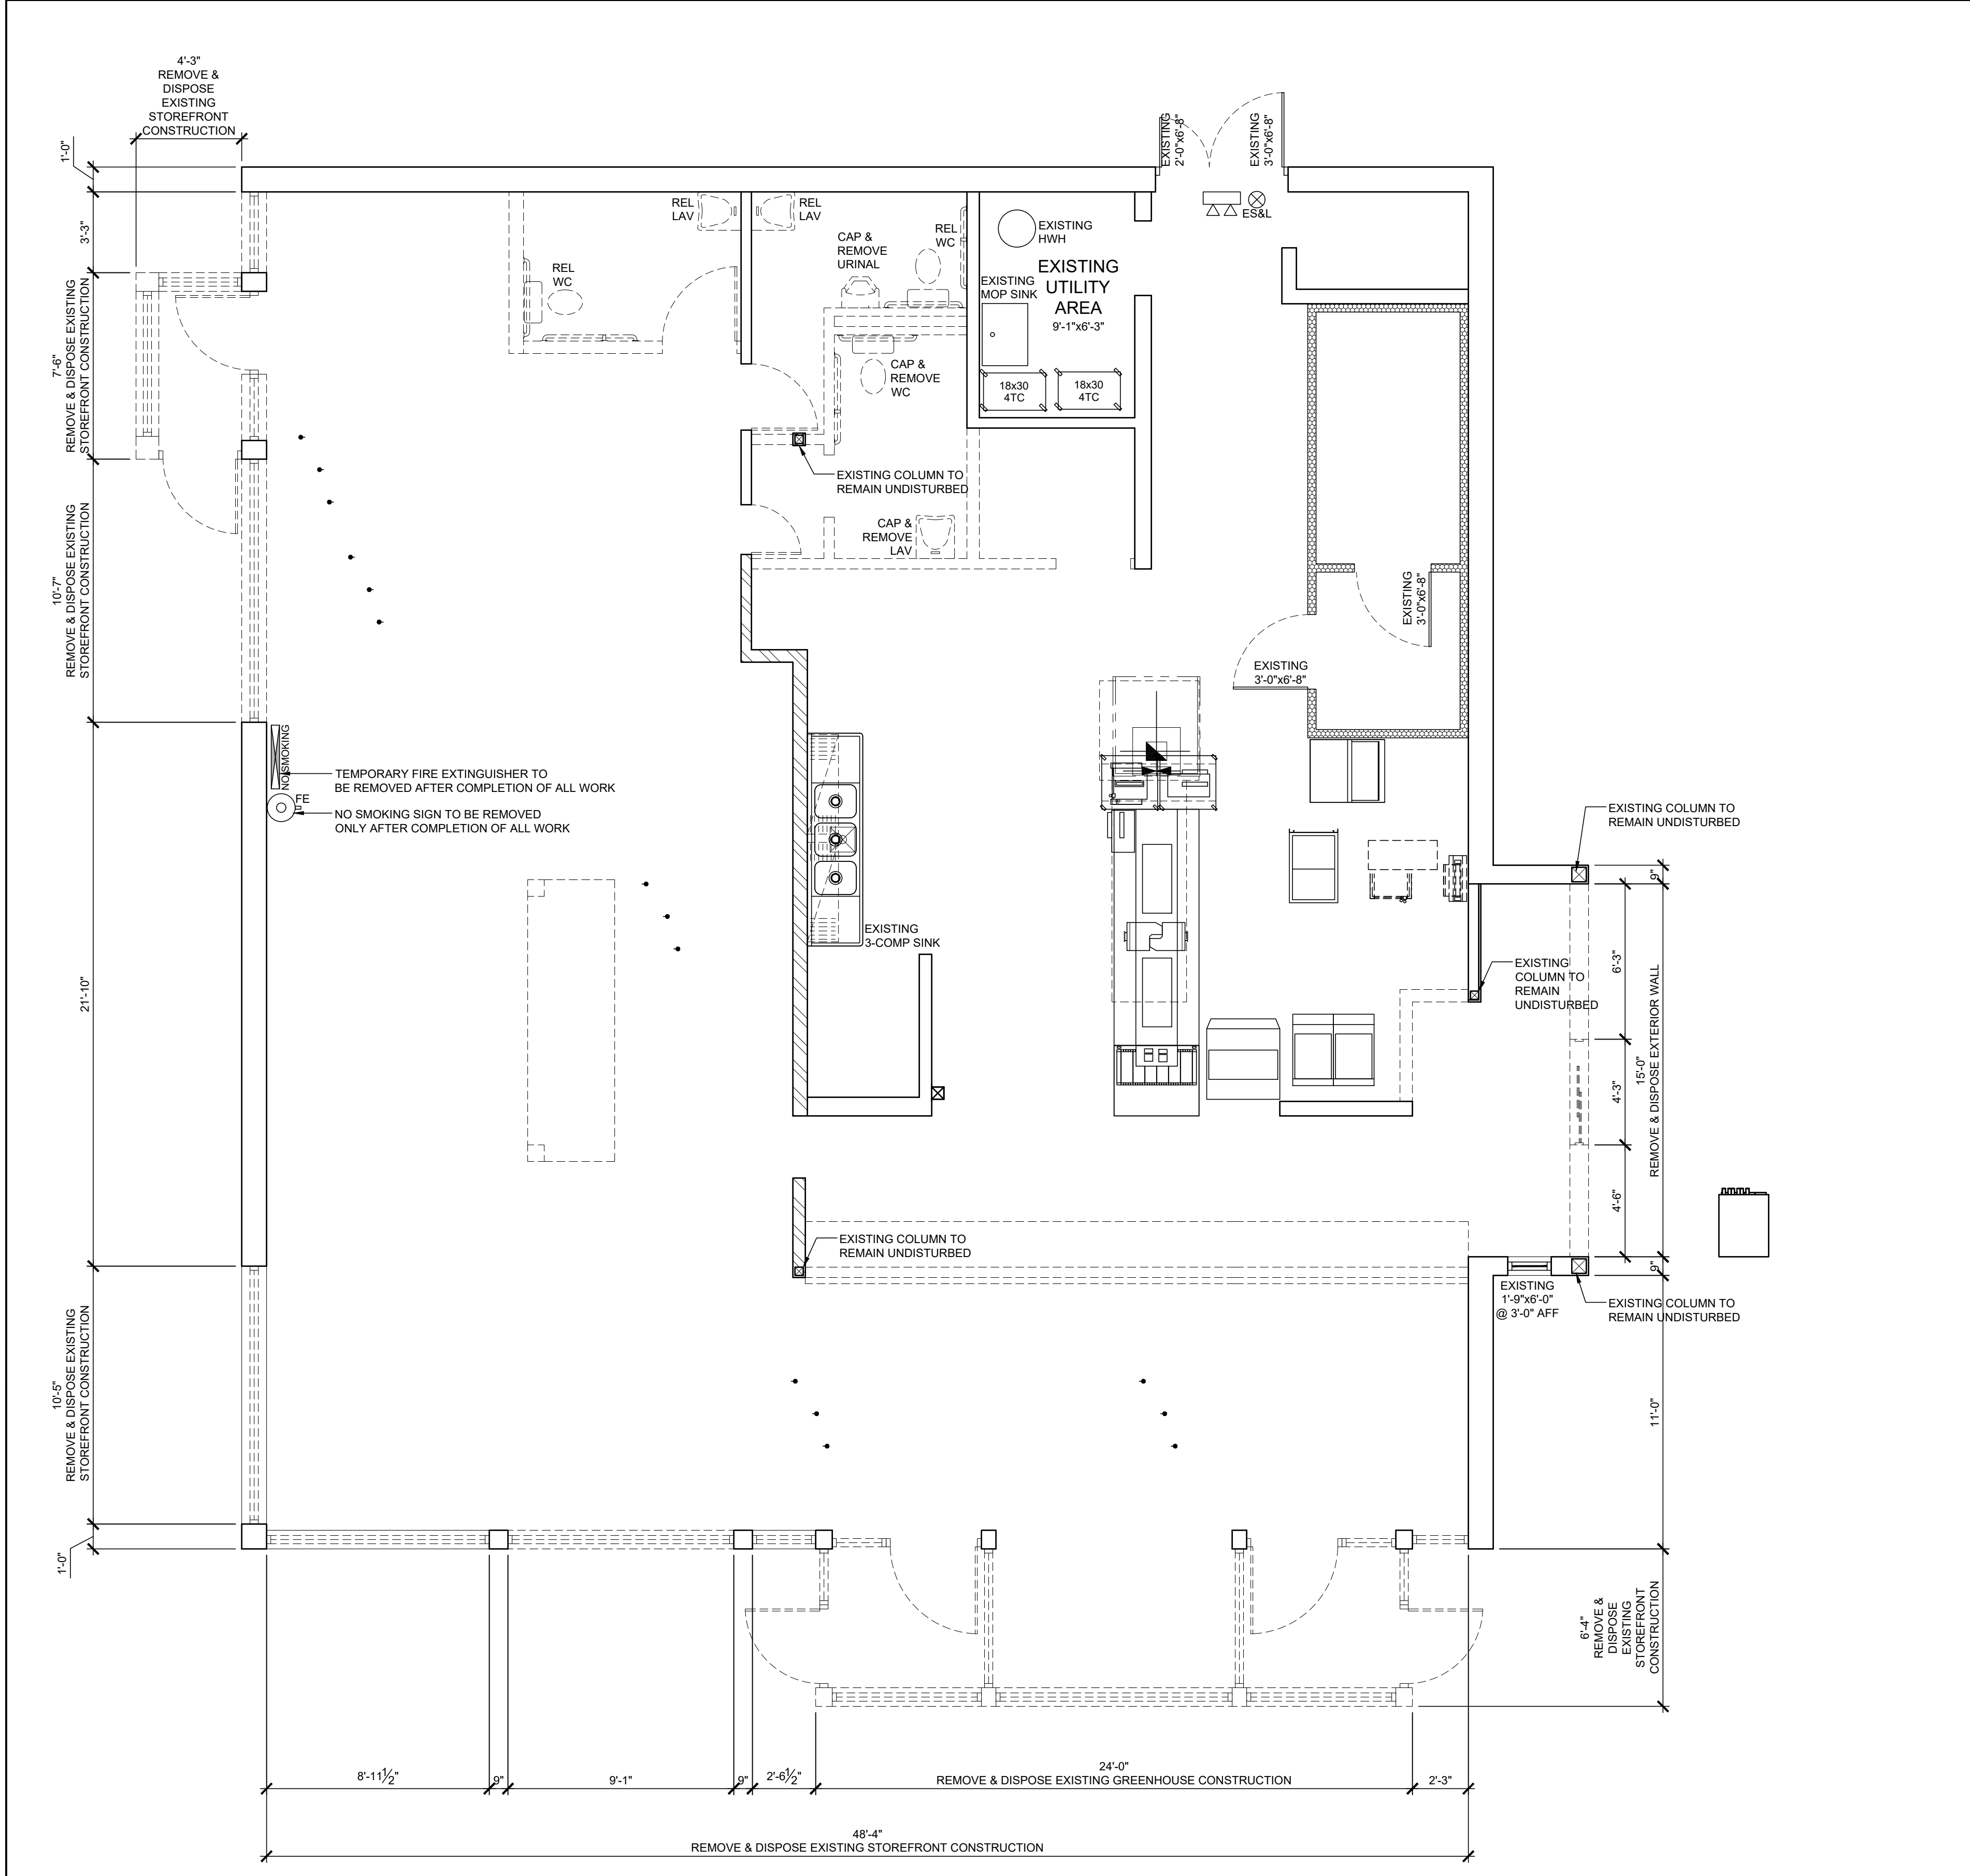 4'-3"
REMOVE &
DISPOSE
EXISTING
STOREFRONT
CONSTRUCTION
1'-0"
3'-3"
7'-6"
REMOVE & DISPOSE EXISTING
STOREFRONT CONSTRUCTION
10'-7"
REMOVE & DISPOSE EXISTING
STOREFRONT CONSTRUCTION
21'-10"
10'-5"
REMOVE & DISPOSE EXISTING
STOREFRONT CONSTRUCTION
1'-0"
EXISTING
2'-0"x6'-8"
EXISTING
3'-0"x6'-8"
ES&L
REL
LAV
REL
LAV
REL
WC
CAP &
REMOVE
URINAL
REL
WC
EXISTING
HWH
EXISTING
MOP SINK
EXISTING
UTILITY
AREA
9'-1"x6'-3"
18x30
4TC
18x30
4TC
CAP &
REMOVE
WC
EXISTING COLUMN TO
REMAIN UNDISTURBED
CAP &
REMOVE
LAV
EXISTING
3'-0"x6'-8"
EXISTING
3'-0"x6'-8"
NO SMOKING
TEMPORARY FIRE EXTINGUISHER TO
BE REMOVED AFTER COMPLETION OF ALL WORK
FE
NO SMOKING SIGN TO BE REMOVED
ONLY AFTER COMPLETION OF ALL WORK
EXISTING
3-COMP SINK
EXISTING COLUMN TO
REMAIN UNDISTURBED
EXISTING
COLUMN TO
REMAIN
UNDISTURBED
9"
6'-3"
4'-3"
4'-6"
15'-0"
REMOVE & DISPOSE EXTERIOR WALL
9"
EXISTING COLUMN TO
REMAIN UNDISTURBED
EXISTING
1'-9"x6'-0"
@ 3'-0" AFF
EXISTING COLUMN TO
REMAIN UNDISTURBED
11'-0"
6'-4"
REMOVE &
DISPOSE
EXISTING
STOREFRONT
CONSTRUCTION
8'-11½"
9"
9'-1"
9"
2'-6½"
24'-0"
REMOVE & DISPOSE EXISTING GREENHOUSE CONSTRUCTION
2'-3"
48'-4"
REMOVE & DISPOSE EXISTING STOREFRONT CONSTRUCTION